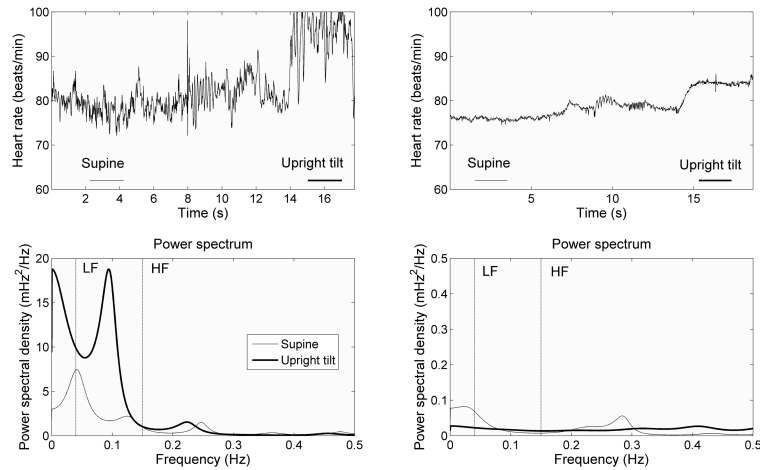 100
90
80
70
60
Heart rate (beats/min)
Supine
Upright tilt
2 4 6 8 10 12 14 16
Time (s)
100
90
80
70
60
Heart rate (beats/min)
Supine
Upright tilt
5 10 15
Time (s)
Power spectrum
20
15
10
5
0
Power spectral density (mHz²/Hz)
LF
HF
Supine
Upright tilt
0 0.1 0.2 0.3 0.4 0.5
Frequency (Hz)
Power spectrum
0.5
0.4
0.3
0.2
0.1
0
Power spectral density (mHz²/Hz)
LF
HF
0 0.1 0.2 0.3 0.4 0.5
Frequency (Hz)